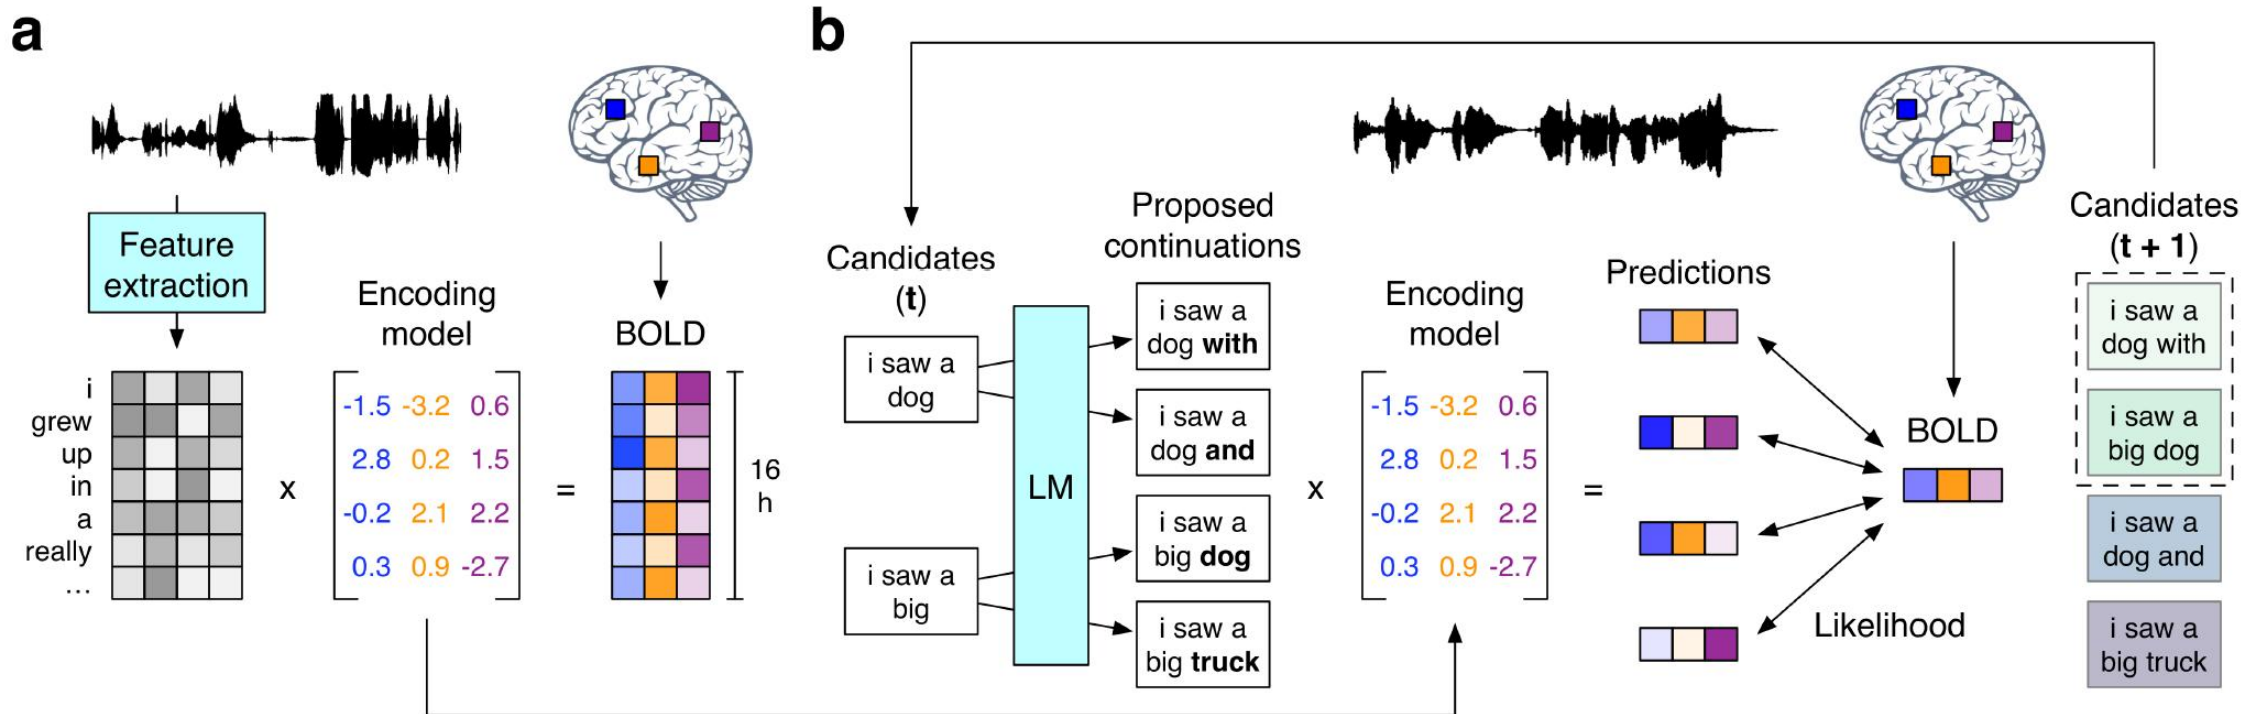 a
Feature
extraction
i
grew
up
in
a
really
...
x
Encoding
model
-1.5 -3.2 0.6
2.8 0.2 1.5
-0.2 2.1 2.2
0.3 0.9 -2.7
=
BOLD
16
h
b
Candidates
(t)
i saw a
dog
i saw a
big
LM
Proposed
continuations
i saw a
dog with
i saw a
dog and
i saw a
big dog
i saw a
big truck
x
Encoding
model
-1.5 -3.2 0.6
2.8 0.2 1.5
-0.2 2.1 2.2
0.3 0.9 -2.7
=
Predictions
Likelihood
BOLD
Candidates
(t + 1)
i saw a
dog with
i saw a
big dog
i saw a
dog and
i saw a
big truck